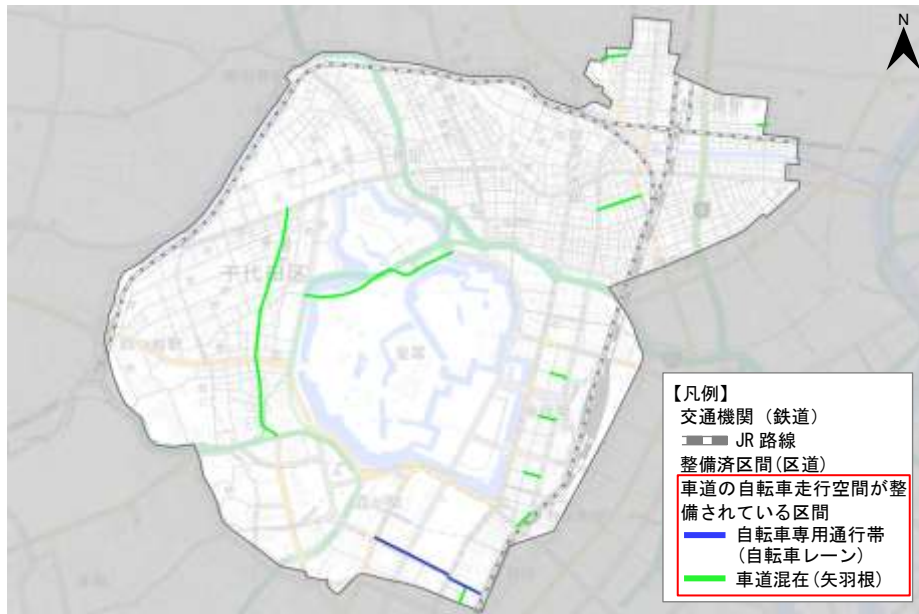 N
千代田区
皇居
【凡例】
交通機関（鉄道）
JR 路線
整備済区間(区道)
車道の自転車走行空間が整
備されている区間
自転車専用通行帯
(自転車レーン)
車道混在(矢羽根)